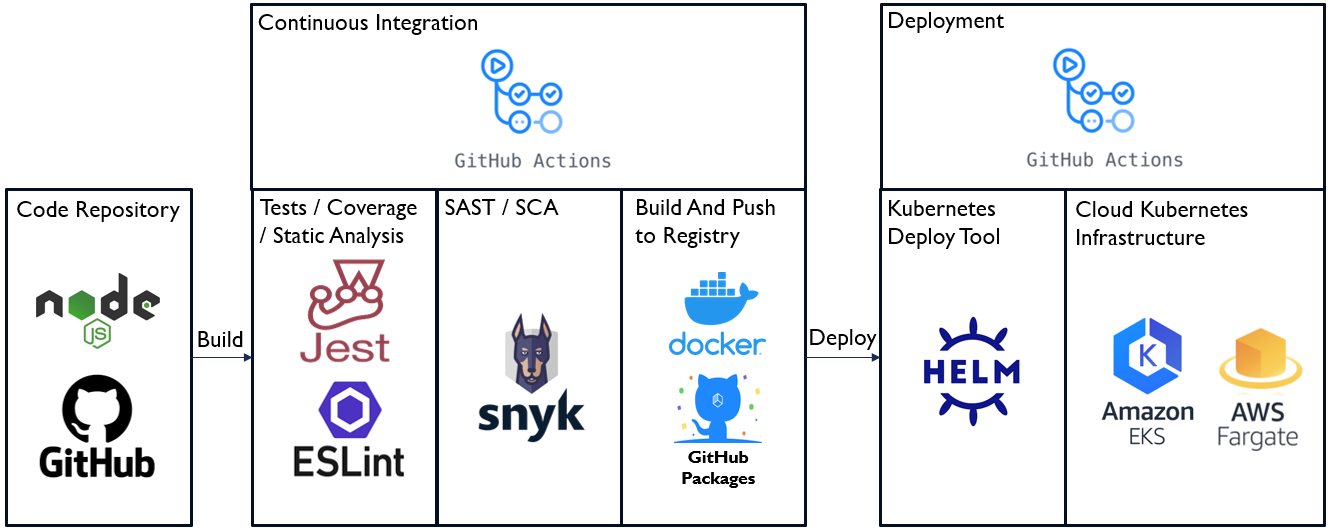 Continuous Integration
GitHub Actions
Deployment
GitHub Actions
Code Repository
node
JS
GitHub
Build
Tests / Coverage
/ Static Analysis
Jest
ESLint
SAST / SCA
snyk
Build And Push
to Registry
docker
GitHub
Packages
Deploy
Kubernetes
Deploy Tool
HELM
Cloud Kubernetes
Infrastructure
K
Amazon
EKS
AWS
Fargate